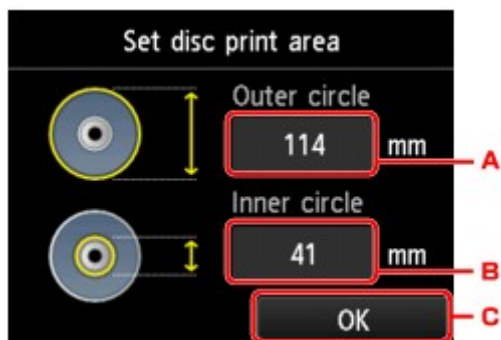 Set disc print area
Outer circle
114 mm A
Inner circle
41 mm B
OK C